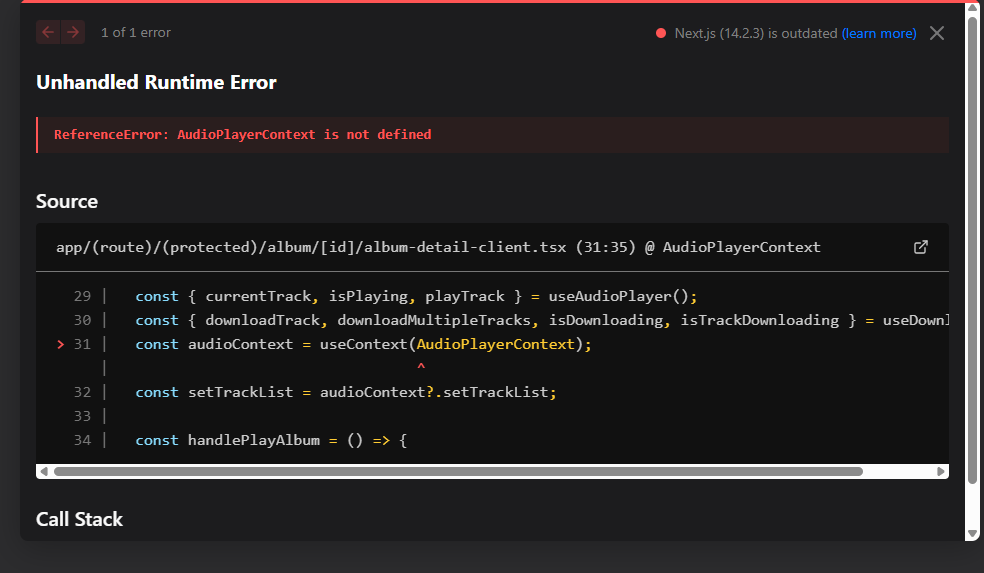 1 of 1 error
Next.js (14.2.3) is outdated (learn more)
Unhandled Runtime Error
ReferenceError: AudioPlayerContext is not defined
Source
app/(route)/(protected)/album/[id]/album-detail-client.tsx (31:35) @ AudioPlayerContext
29 |   const { currentTrack, isPlaying, playTrack } = useAudioPlayer();
30 |   const { downloadTrack, downloadMultipleTracks, isDownloading, isTrackDownloading } = useDownl
> 31 |   const audioContext = useContext(AudioPlayerContext);
|                                   ^
32 |   const setTrackList = audioContext?.setTrackList;
33 |
34 |   const handlePlayAlbum = () => {
Call Stack